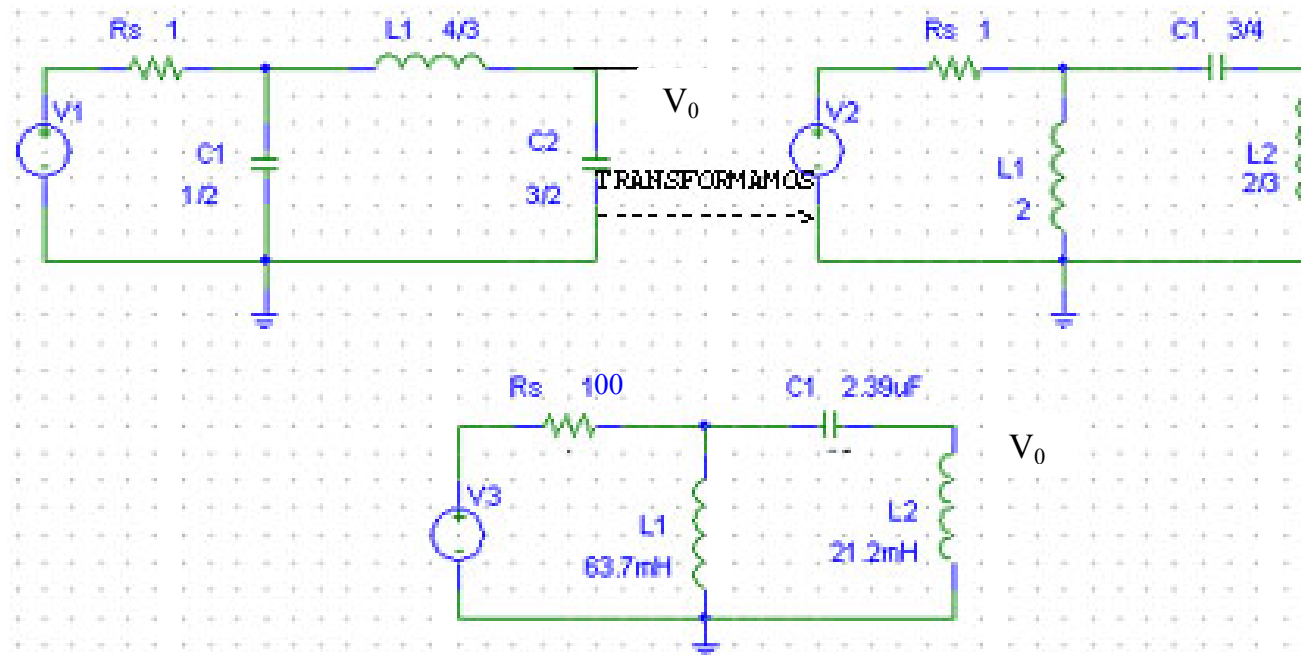 Rs 1
L1 4/3
V1
C1
1/2
C2
3/2
V0
TRANSFORMAMOS
Rs 1
C1 3/4
V2
L1
2
L2
2/3
Rs 100
C1 2.39uF
V3
L1
63.7mH
L2
21.2mH
V0